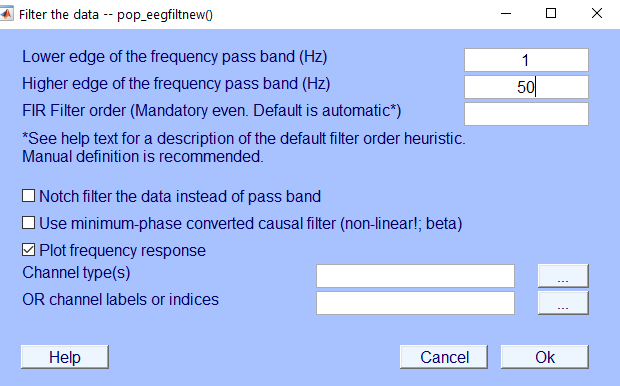 Filter the data -- pop_eegfiltnew()
Lower edge of the frequency pass band (Hz) 1
Higher edge of the frequency pass band (Hz) 50
FIR Filter order (Mandatory even. Default is automatic*)
*See help text for a description of the default filter order heuristic.
Manual definition is recommended.
Notch filter the data instead of pass band
Use minimum-phase converted causal filter (non-linear!; beta)
Plot frequency response
Channel type(s) ...
OR channel labels or indices ...
Help Cancel Ok